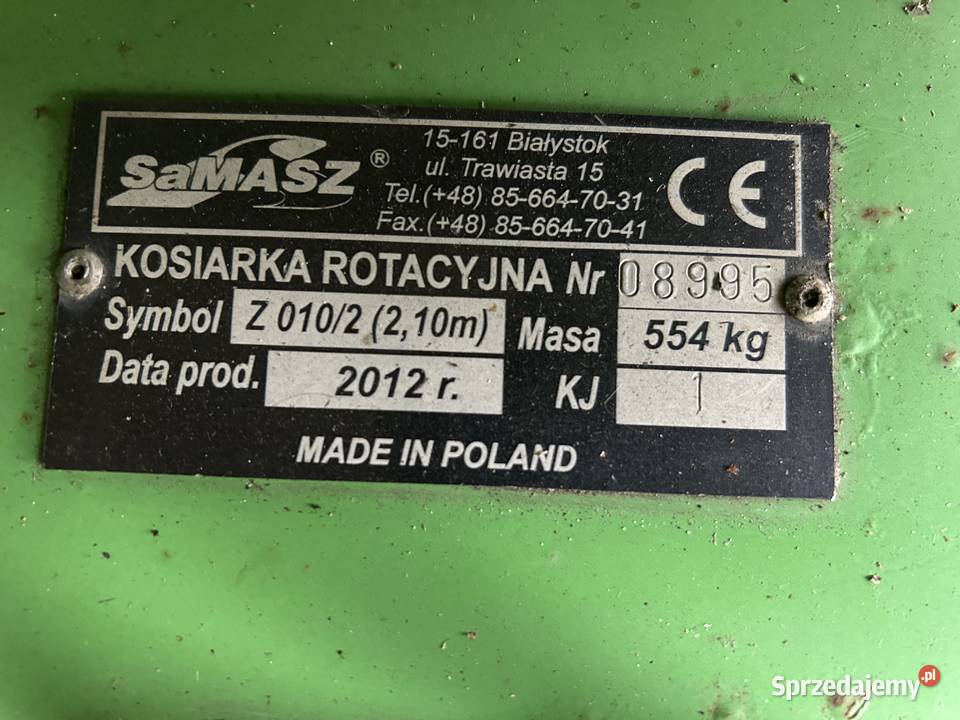 SaMASZ ®
15-161 Białystok
ul. Trawiasta 15
Tel.(+48) 85-664-70-31
Fax.(+48) 85-664-70-41
CE
KOSIARKA ROTACYJNA Nr 08995
Symbol Z 010/2 (2,10m) Masa 554 kg
Data prod. 2012 r. KJ 1
MADE IN POLAND
Sprzedajemy.pl